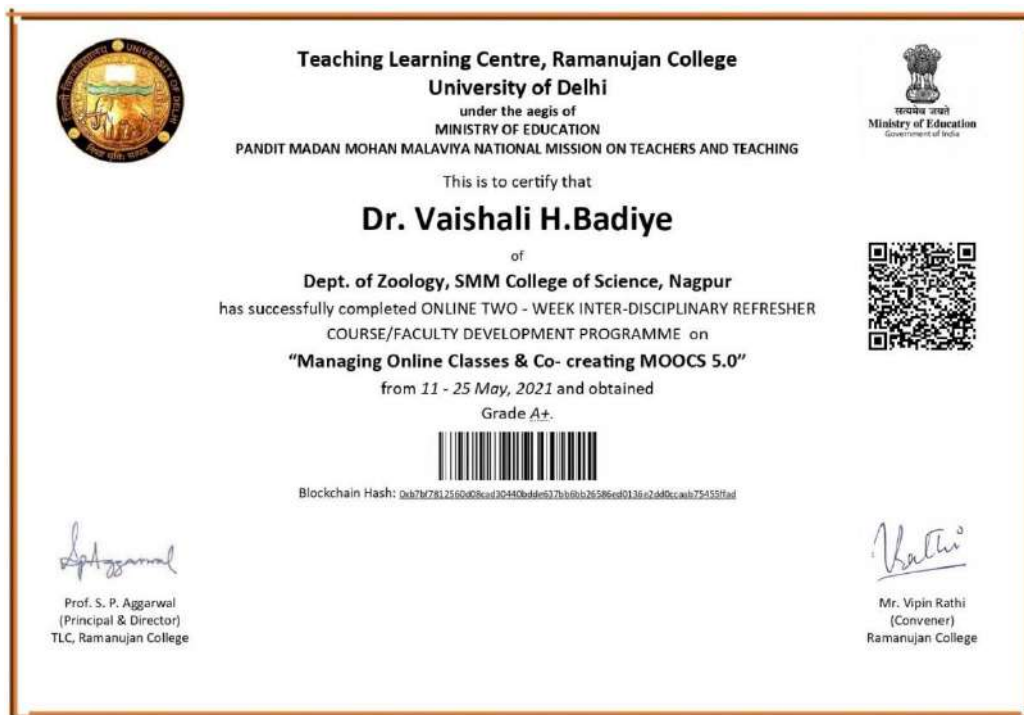 Teaching Learning Centre, Ramanujan College
University of Delhi
under the aegis of
MINISTRY OF EDUCATION
PANDIT MADAN MOHAN MALAVIYA NATIONAL MISSION ON TEACHERS AND TEACHING
सत्यमेव जयते
Ministry of Education
Government of India
This is to certify that
Dr. Vaishali H.Badiye
of
Dept. of Zoology, SMM College of Science, Nagpur
has successfully completed ONLINE TWO - WEEK INTER-DISCIPLINARY REFRESHER
COURSE/FACULTY DEVELOPMENT PROGRAMME on
“Managing Online Classes & Co- creating MOOCS 5.0”
from 11 - 25 May, 2021 and obtained
Grade A+.
Blockchain Hash:
SpAggarwal
Prof. S. P. Aggarwal
(Principal & Director)
TLC, Ramanujan College
Rathi
Mr. Vipin Rathi
(Convener)
Ramanujan College